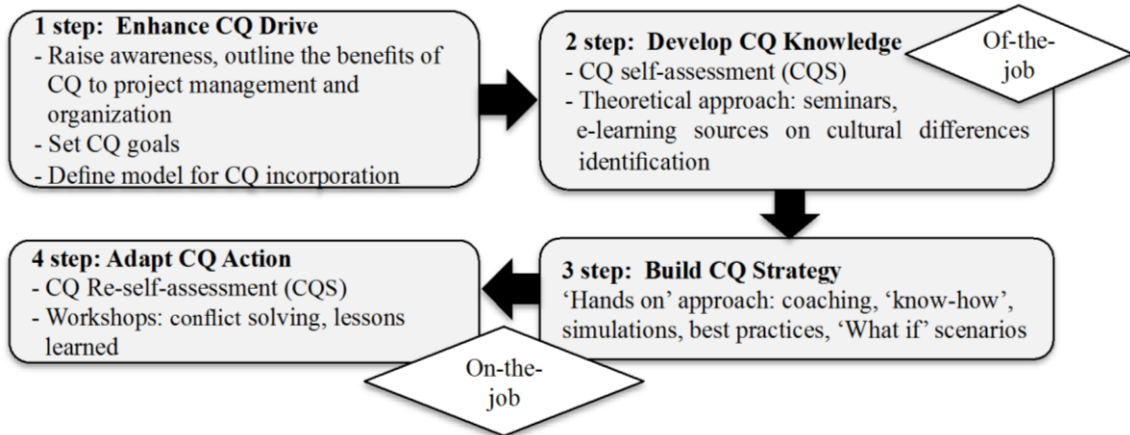 1 step: Enhance CQ Drive
- Raise awareness, outline the benefits of
CQ to project management and
organization
- Set CQ goals
- Define model for CQ incorporation
2 step: Develop CQ Knowledge
- CQ self-assessment (CQS)
- Theoretical approach: seminars,
e-learning sources on cultural differences
identification
Of-the-
job
3 step: Build CQ Strategy
‘Hands on’ approach: coaching, ‘know-how’,
simulations, best practices, ‘What if’ scenarios
4 step: Adapt CQ Action
- CQ Re-self-assessment (CQS)
- Workshops: conflict solving, lessons
learned
On-the-
job